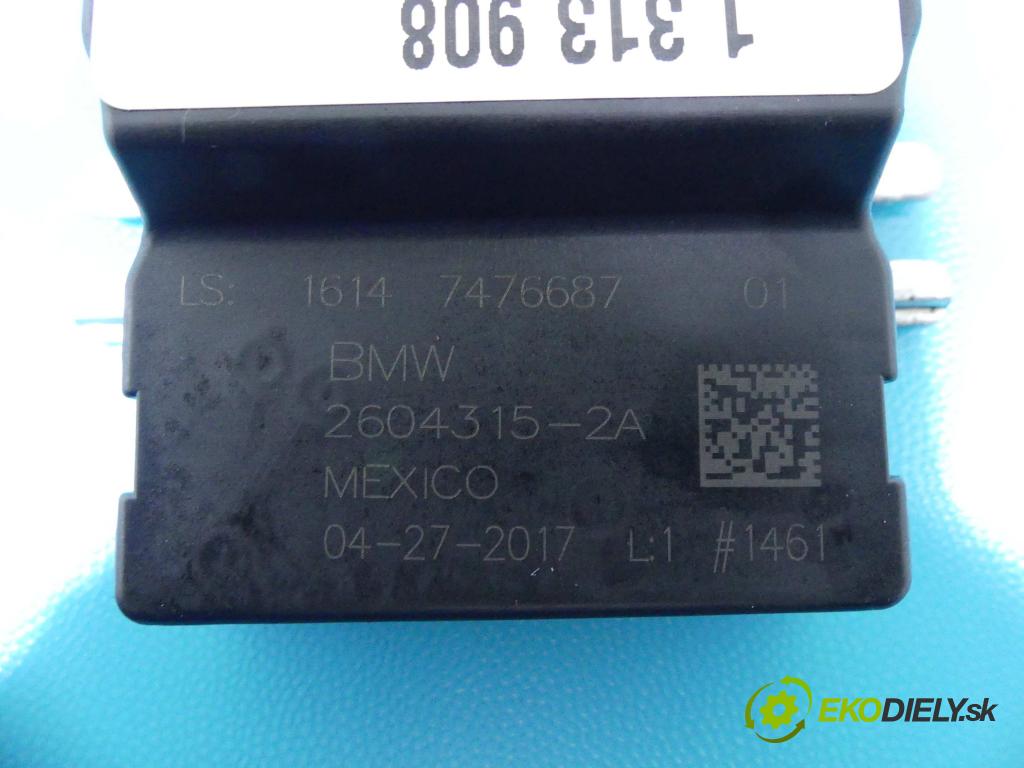 1 313 908
LS: 1614 7476687 01
BMW
2604315-2A
MEXICO
04-27-2017 L:1 #1461
EKODIELY.sk